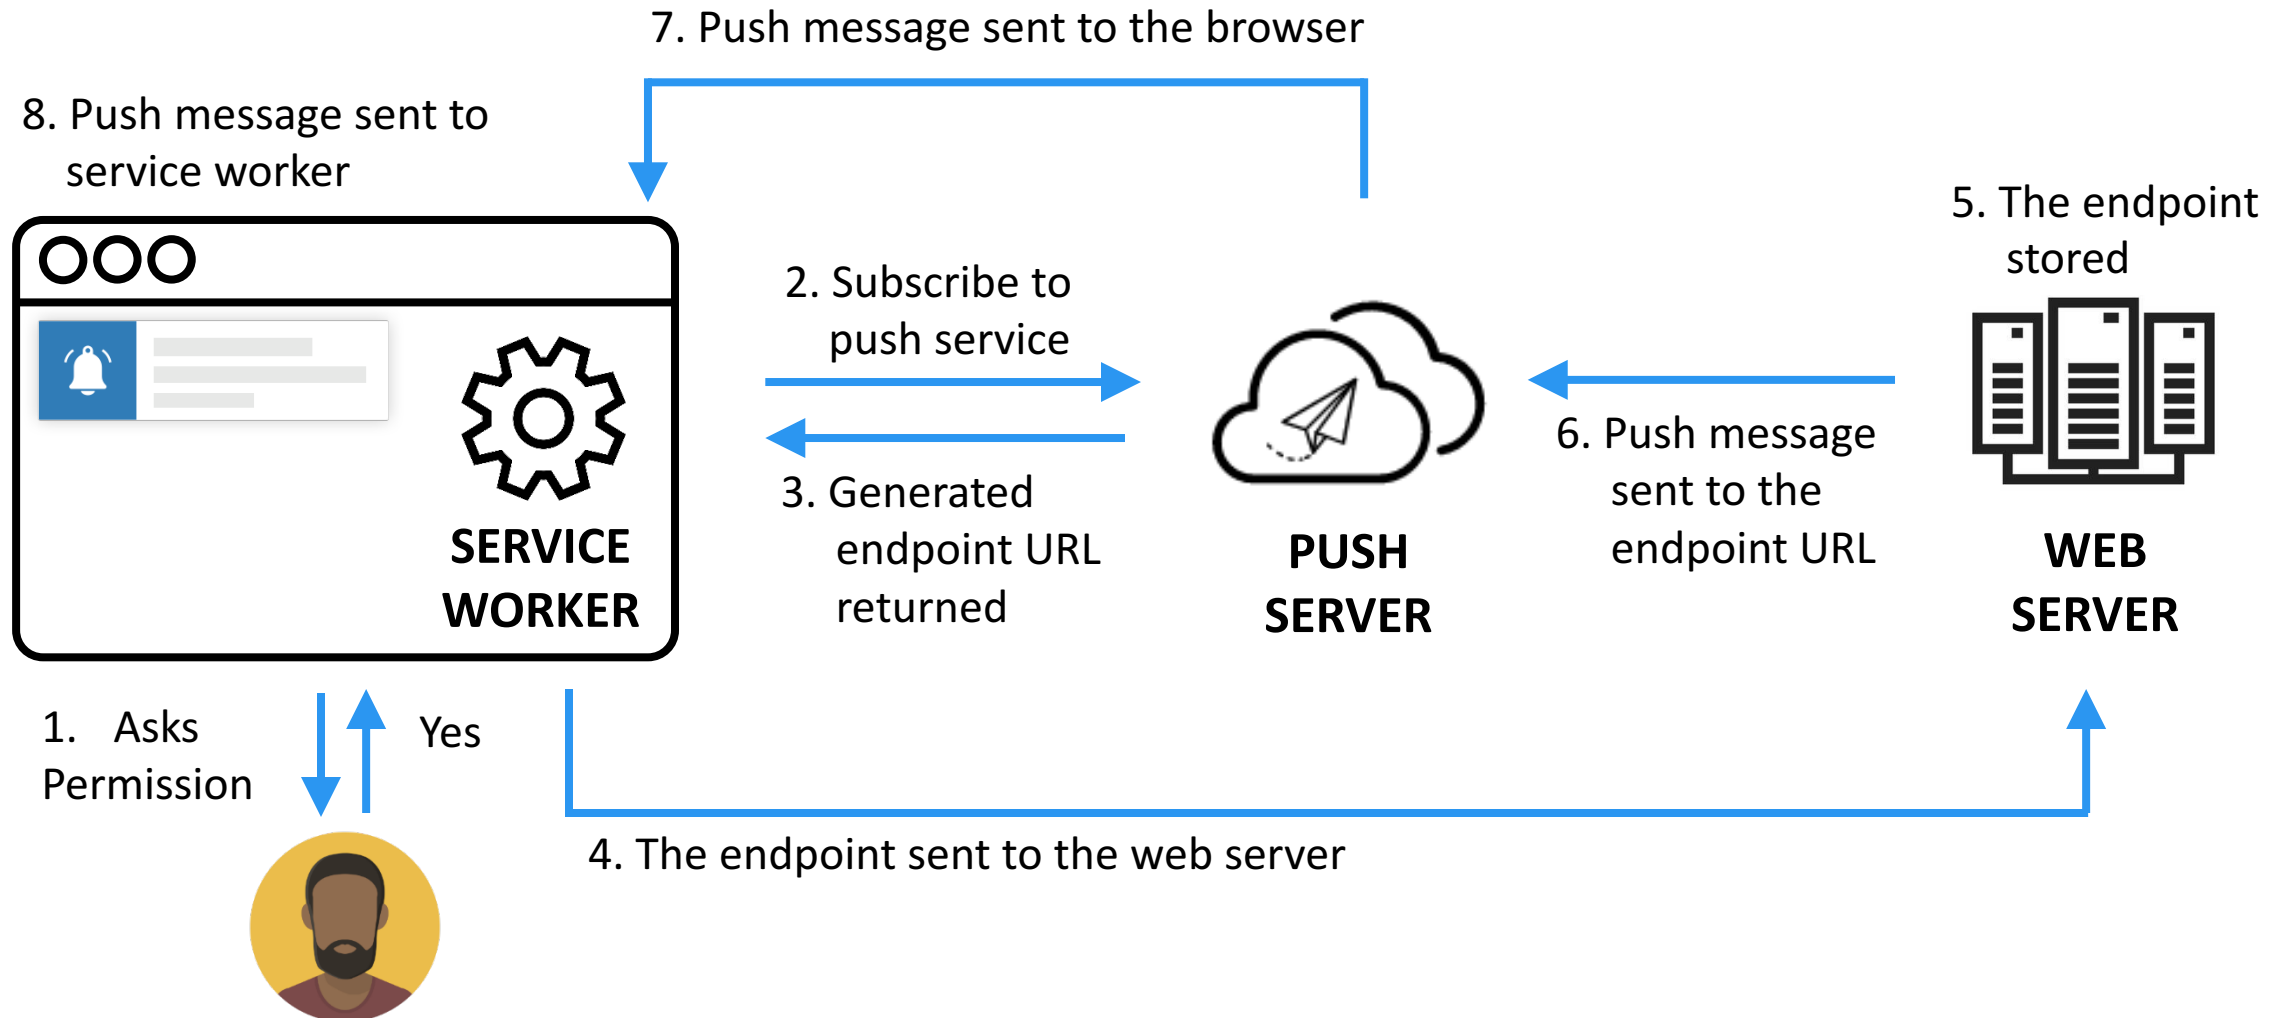 7. Push message sent to the browser
8. Push message sent to
service worker
5. The endpoint
stored
2. Subscribe to
push service
3. Generated
endpoint URL
returned
6. Push message
sent to the
endpoint URL
SERVICE
WORKER
PUSH
SERVER
WEB
SERVER
1. Asks
Permission
Yes
4. The endpoint sent to the web server